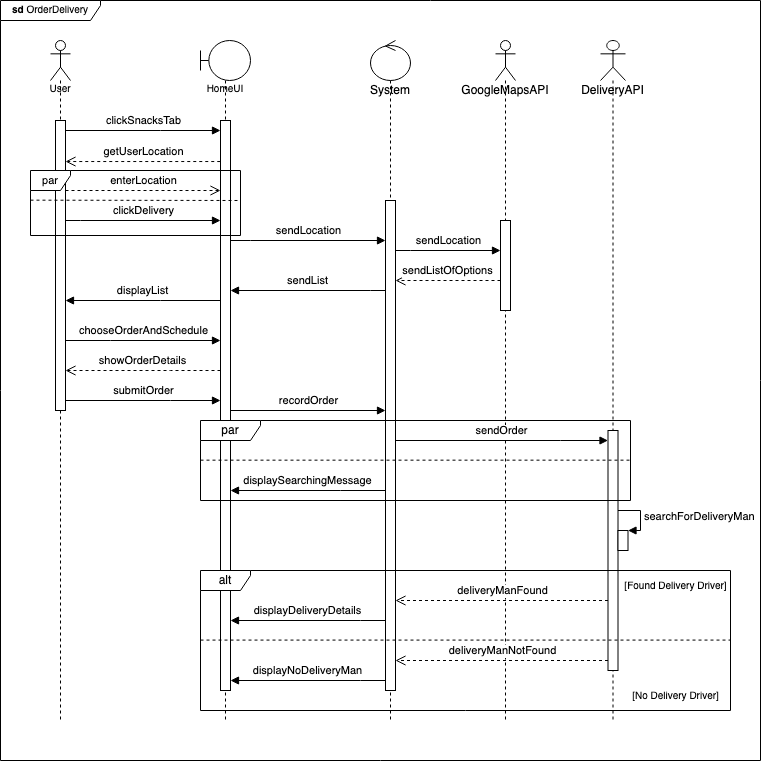 sd OrderDelivery
User
HomeUI
System
GoogleMapsAPI
DeliveryAPI
clickSnacksTab
getUserLocation
par
enterLocation
clickDelivery
sendLocation
sendLocation
sendListOfOptions
sendList
displayList
chooseOrderAndSchedule
showOrderDetails
submitOrder
recordOrder
par
sendOrder
displaySearchingMessage
searchForDeliveryMan
alt
[Found Delivery Driver]
deliveryManFound
displayDeliveryDetails
deliveryManNotFound
displayNoDeliveryMan
[No Delivery Driver]